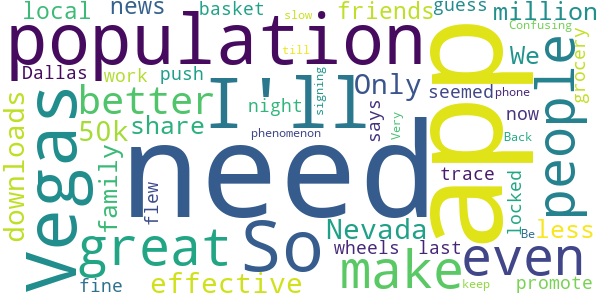 local news basket friends guess million
slow
till
Confusing
population
Dallas work push
I'll
Only
We
app
people
grocery
seemed phone
downloads
Vegas
better
night
signing
says
50k share
phenomenon
now
Very
Back
family
flew
need
trace
locked
great
So
Nevada
Be less
wheels last
even
make
fine effective
keep
promote